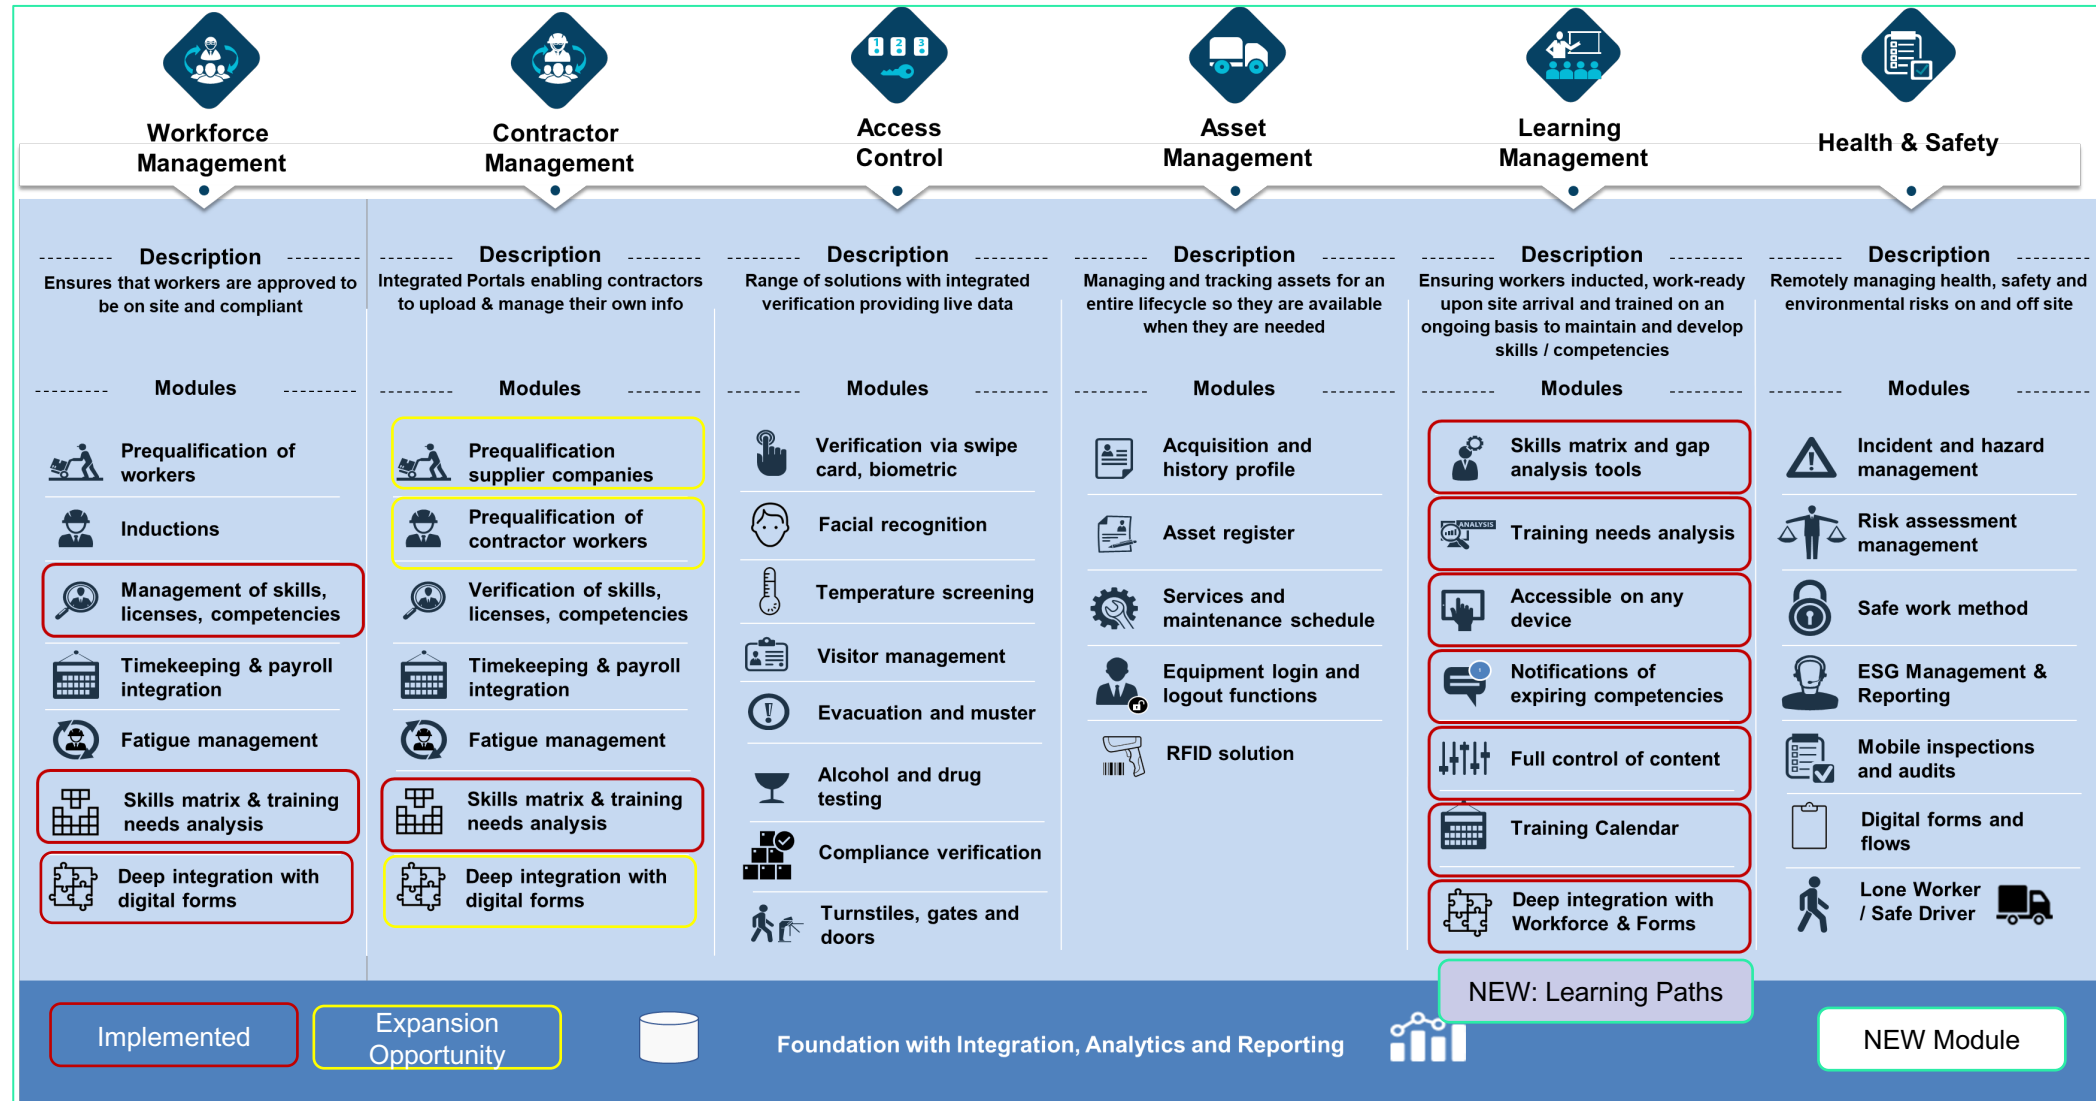 1 2 3
Workforce
Management
Contractor
Management
Access
Control
Asset
Management
Learning
Management
Health & Safety
Description
Ensures that workers are approved to
be on site and compliant
Modules
Prequalification of
workers
Inductions
Management of skills,
licenses, competencies
Timekeeping & payroll
integration
Fatigue management
Skills matrix & training
needs analysis
Deep integration with
digital forms
Description
Integrated Portals enabling contractors
to upload & manage their own info
Modules
Prequalification
supplier companies
Prequalification of
contractor workers
Verification of skills,
licenses, competencies
Timekeeping & payroll
integration
Fatigue management
Skills matrix & training
needs analysis
Deep integration with
digital forms
Description
Range of solutions with integrated
verification providing live data
Modules
Verification via swipe
card, biometric
Facial recognition
Temperature screening
Visitor management
Evacuation and muster
Alcohol and drug
testing
Compliance verification
Turnstiles, gates and
doors
Description
Managing and tracking assets for an
entire lifecycle so they are available
when they are needed
Modules
Acquisition and
history profile
Asset register
Services and
maintenance schedule
Equipment login and
logout functions
RFID solution
Description
Ensuring workers inducted, work-ready
upon site arrival and trained on an
ongoing basis to maintain and develop
skills / competencies
Modules
Skills matrix and gap
analysis tools
ANALYSIS
Training needs analysis
Accessible on any
device
Notifications of
expiring competencies
Full control of content
Training Calendar
Deep integration with
Workforce & Forms
NEW: Learning Paths
Description
Remotely managing health, safety and
environmental risks on and off site
Modules
Incident and hazard
management
Risk assessment
management
Safe work method
ESG Management &
Reporting
Mobile inspections
and audits
Digital forms and
flows
Lone Worker
/ Safe Driver
Implemented
Expansion
Opportunity
Foundation with Integration, Analytics and Reporting
NEW Module